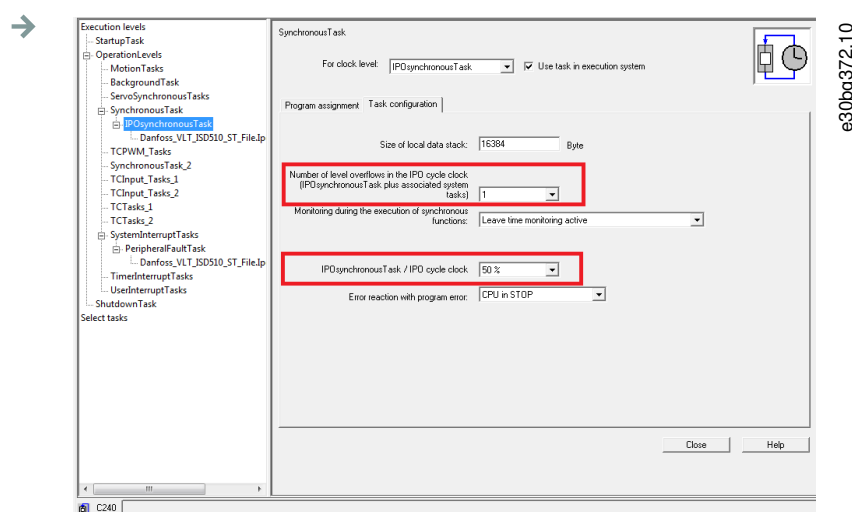 Execution levels
StartupTask
OperationLevels
MotionTasks
BackgroundTask
ServoSynchronousTasks
SynchronousTask
IPOsynchronousTask
Danfoss_VLT_ISD510_ST_File.Ip
TCPWM_Tasks
SynchronousTask_2
TCInput_Tasks_1
TCInput_Tasks_2
TCTasks_1
TCTasks_2
SystemInterruptTasks
PeripheralFaultTask
Danfoss_VLT_ISD510_ST_File.Ip
TimerInterruptTasks
UserInterruptTasks
ShutdownTask
Select tasks
SynchronousTask
For clock level: IPOsynchronousTask Use task in execution system
Program assignment Task configuration
Size of local data stack: 16384 Byte
Number of level overflows in the IPO cycle clock
(IPOsynchronousTask plus associated system
tasks) 1
Monitoring during the execution of synchronous
functions: Leave time monitoring active
IPOsynchronousTask / IPO cycle clock 50 %
Error reaction with program error: CPU in STOP
Close Help
C240
e30bg372.10